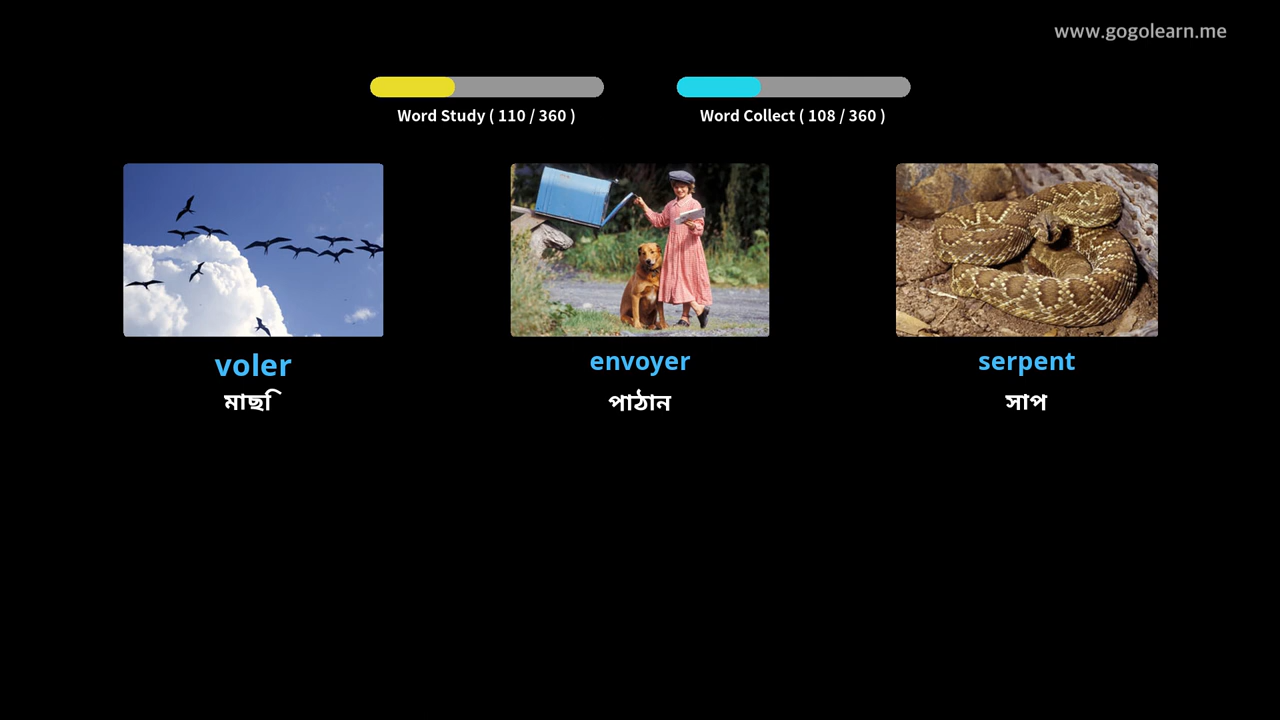 www.gogolearn.me
Word Study ( 110 / 360 )
Word Collect ( 108 / 360 )
voler
envoyer
serpent
মাছি
পাঠান
সাপ